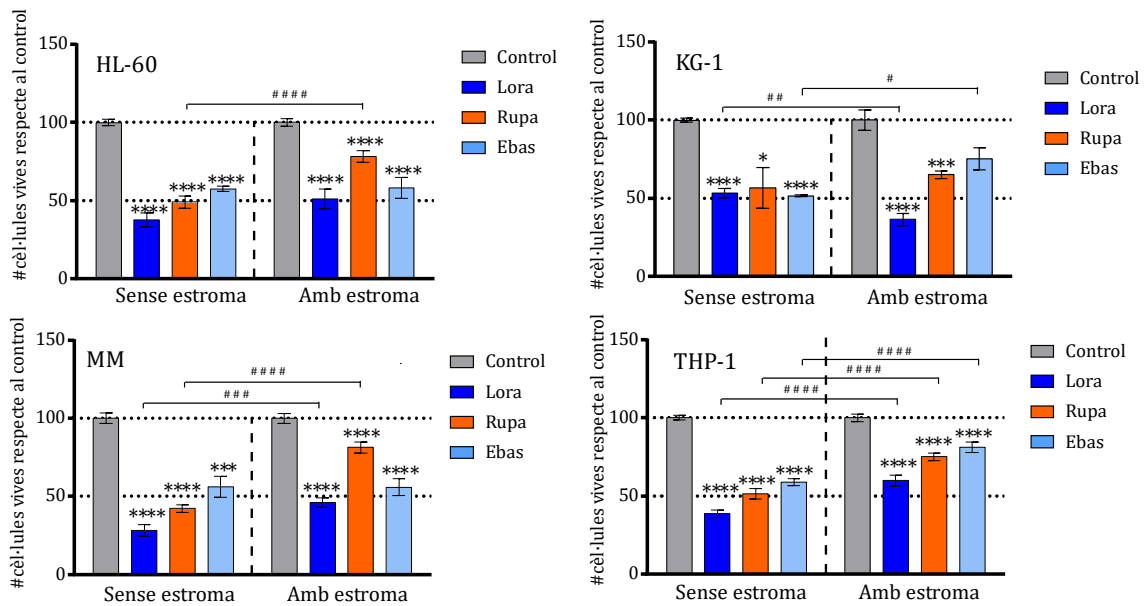 #cèl·lules vives respecte al control
150
100
50
0
HL-60
####
**** **** ****
**** **** ****
Sense estroma Amb estroma
Control
Lora
Rupa
Ebas
#cèl·lules vives respecte al control
150
100
50
0
KG-1
#
##
**** * ****
**** ***
Sense estroma Amb estroma
Control
Lora
Rupa
Ebas
#cèl·lules vives respecte al control
150
100
50
0
MM
####
###
**** **** ***
**** ****
Sense estroma Amb estroma
Control
Lora
Rupa
Ebas
#cèl·lules vives respecte al control
150
100
50
0
THP-1
####
####
####
**** **** ****
**** **** ****
Sense estroma Amb estroma
Control
Lora
Rupa
Ebas